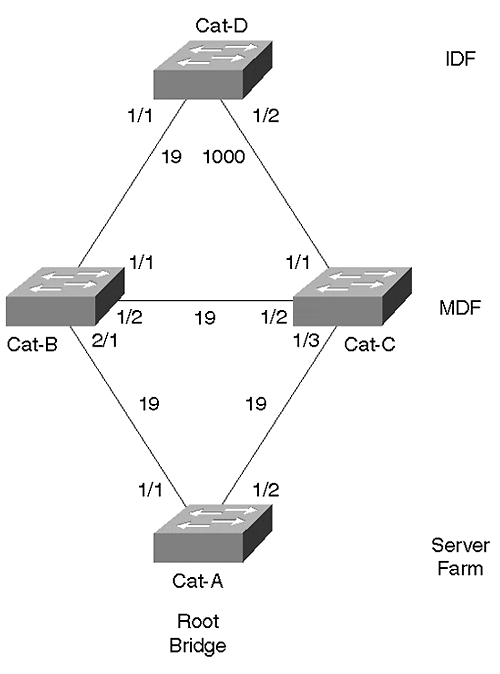 Cat-D
IDF
1/1
1/2
19
1000
1/1
1/1
MDF
1/2
19
1/2
Cat-B
2/1
1/3
Cat-C
19
19
1/1
1/2
Server
Farm
Cat-A
Root
Bridge